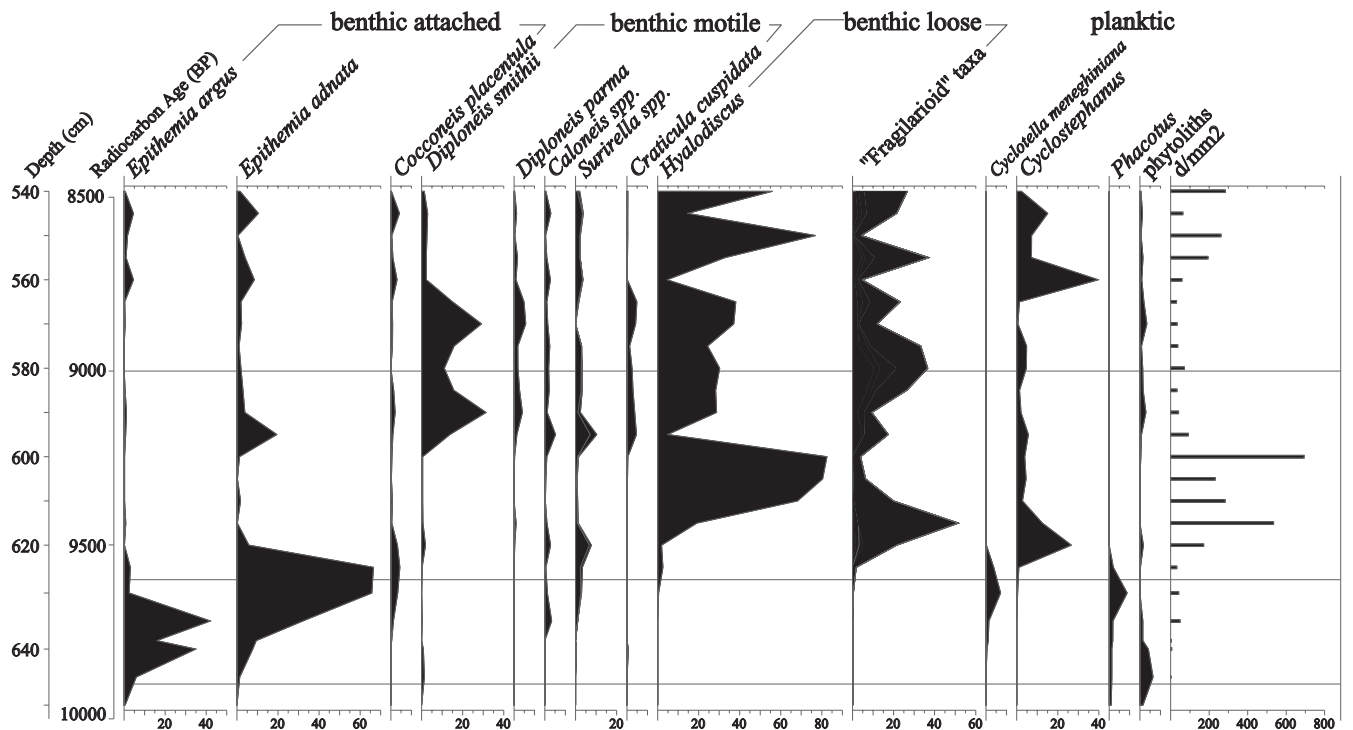 benthic attached benthic motile benthic loose planktic
Depth (cm)
Radiocarbon Age (BP)
Epithemia argus
Epithemia adnata
Cocconeis placentula
Diploneis smithii
Diploneis parma
Caloneis spp.
Surirella spp.
Craticula cuspidata
Hyalodiscus
"Fragilarioid" taxa
Cyclotella meneghiniana
Cyclostephanus
Phacotus
phytoliths
d/mm2
540 8500
560
580 9000
600
620 9500
640
10000
20 40 20 40 60 20 40 20 20 40 60 80 20 40 60 20 40 200 400 600 800